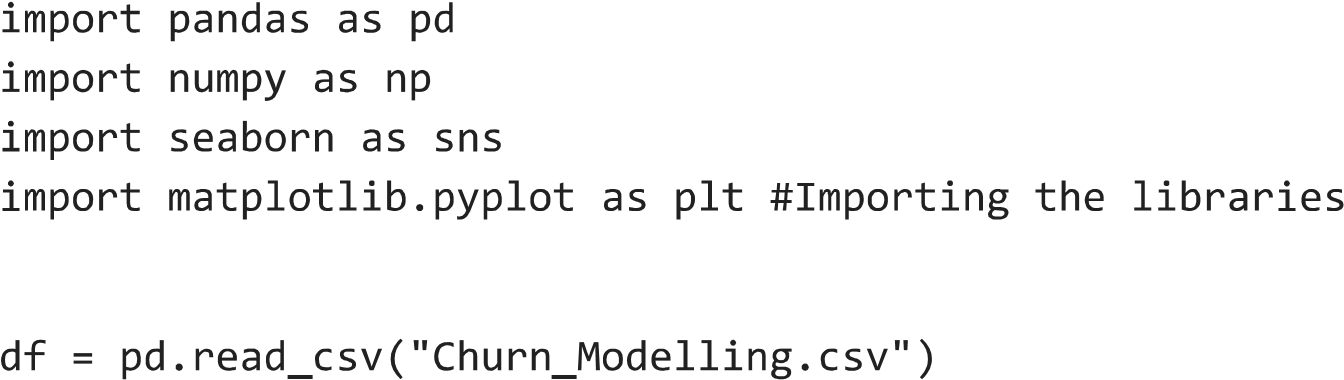 import pandas as pd
import numpy as np
import seaborn as sns
import matplotlib.pyplot as plt #Importing the libraries
df = pd.read_csv("Churn_Modelling.csv")